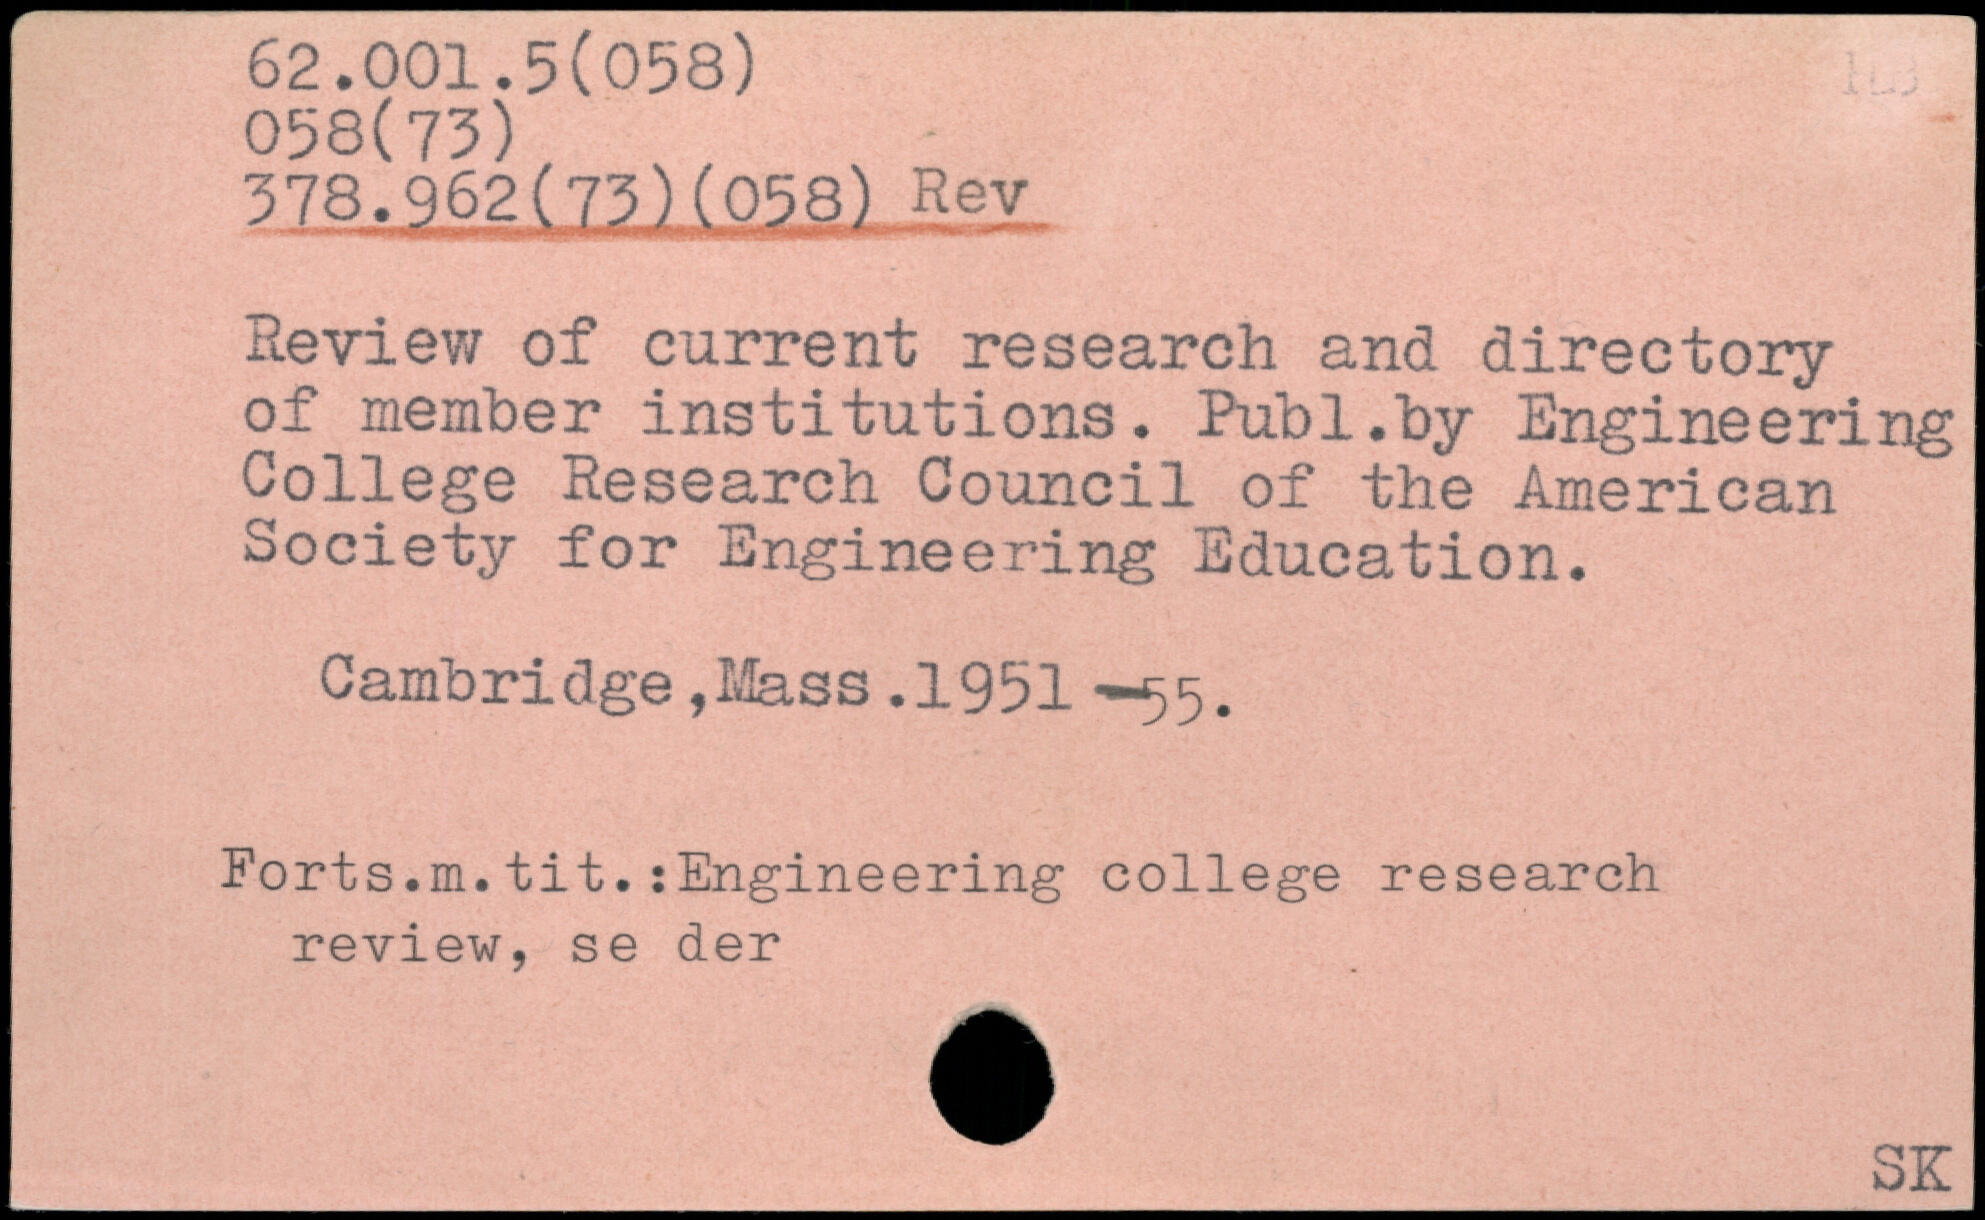 62.001.5(058)
058(73)
378.962(73)(058) Rev
Review of current research and directory
of member institutions. Publ.by Engineering
College Research Council of the American
Society for Engineering Education.
Cambridge,Mass.1951-55.
Forts.m.tit.:Engineering college research
review, se der
SK